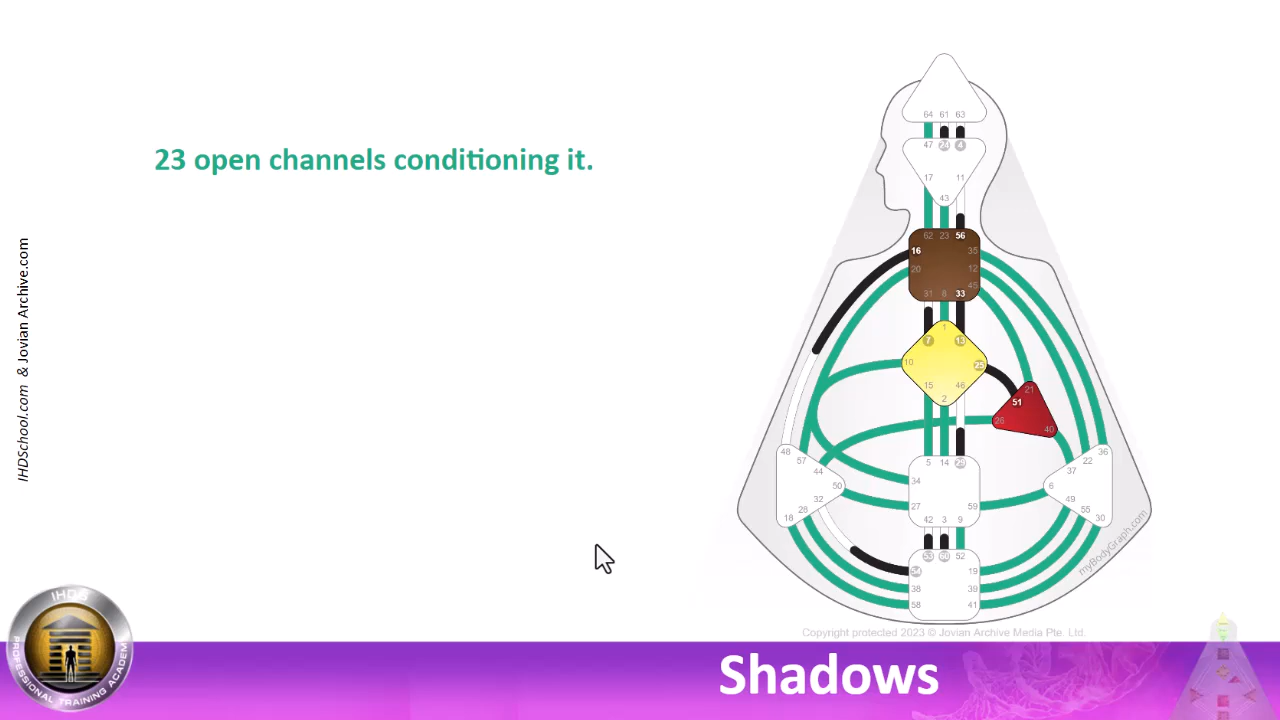 23 open channels conditioning it.
IHDSchool.com & Jovian Archive.com
64 61 63
47 24 4
17 11
43
62 23 56
16 35
20 12
45
31 8 33
1
7 13
10 25
15 46
2
21
51
26 40
48 36
57 22
44 37
5 14 29
34
50 6
32 49
28 55
27 59
18 30
42 3 9
53 60 52
54 19
38 39
58 41
myBodyGraph.com
Copyright protected 2023 © Jovian Archive Media Pte. Ltd.
IHDS
PROFESSIONAL TRAINING ACADEMY
Shadows